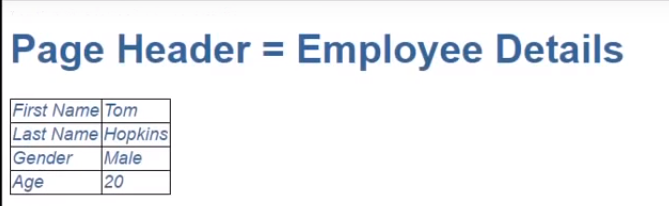 Page Header = Employee Details
First Name Tom
Last Name Hopkins
Gender Male
Age 20